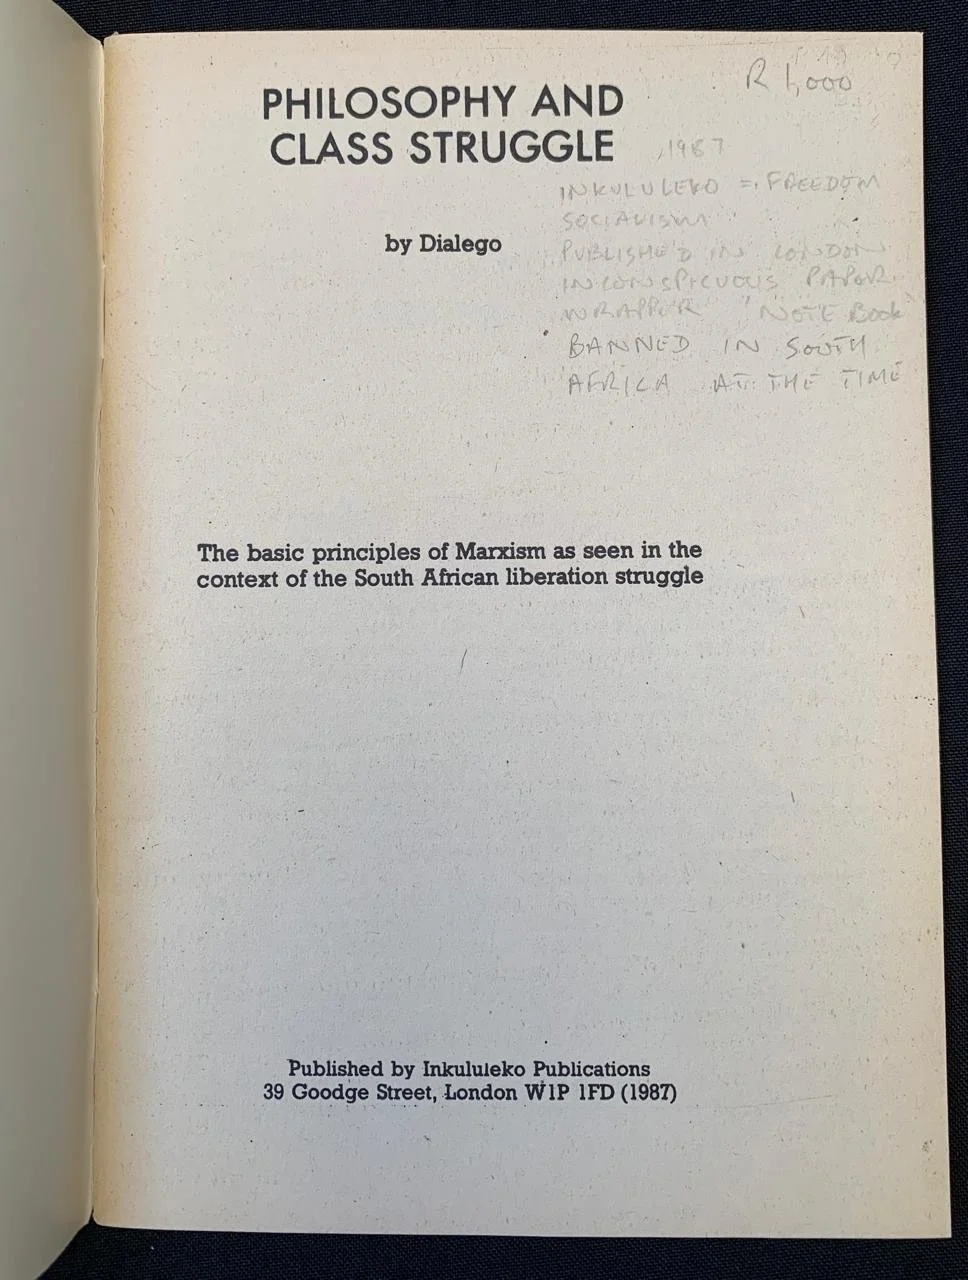 R 1,000
PHILOSOPHY AND
CLASS STRUGGLE
, 1987
INKULULEKO = FREEDOM
SOCIALISM
by Dialego
PUBLISHED IN LONDON
INCONSPICUOUS PAPER
WRAPPER 'NOTE Book
BANNED IN SOUTH
AFRICA AT THE TIME
The basic principles of Marxism as seen in the
context of the South African liberation struggle
Published by Inkululeko Publications
39 Goodge Street, London W1P 1FD (1987)